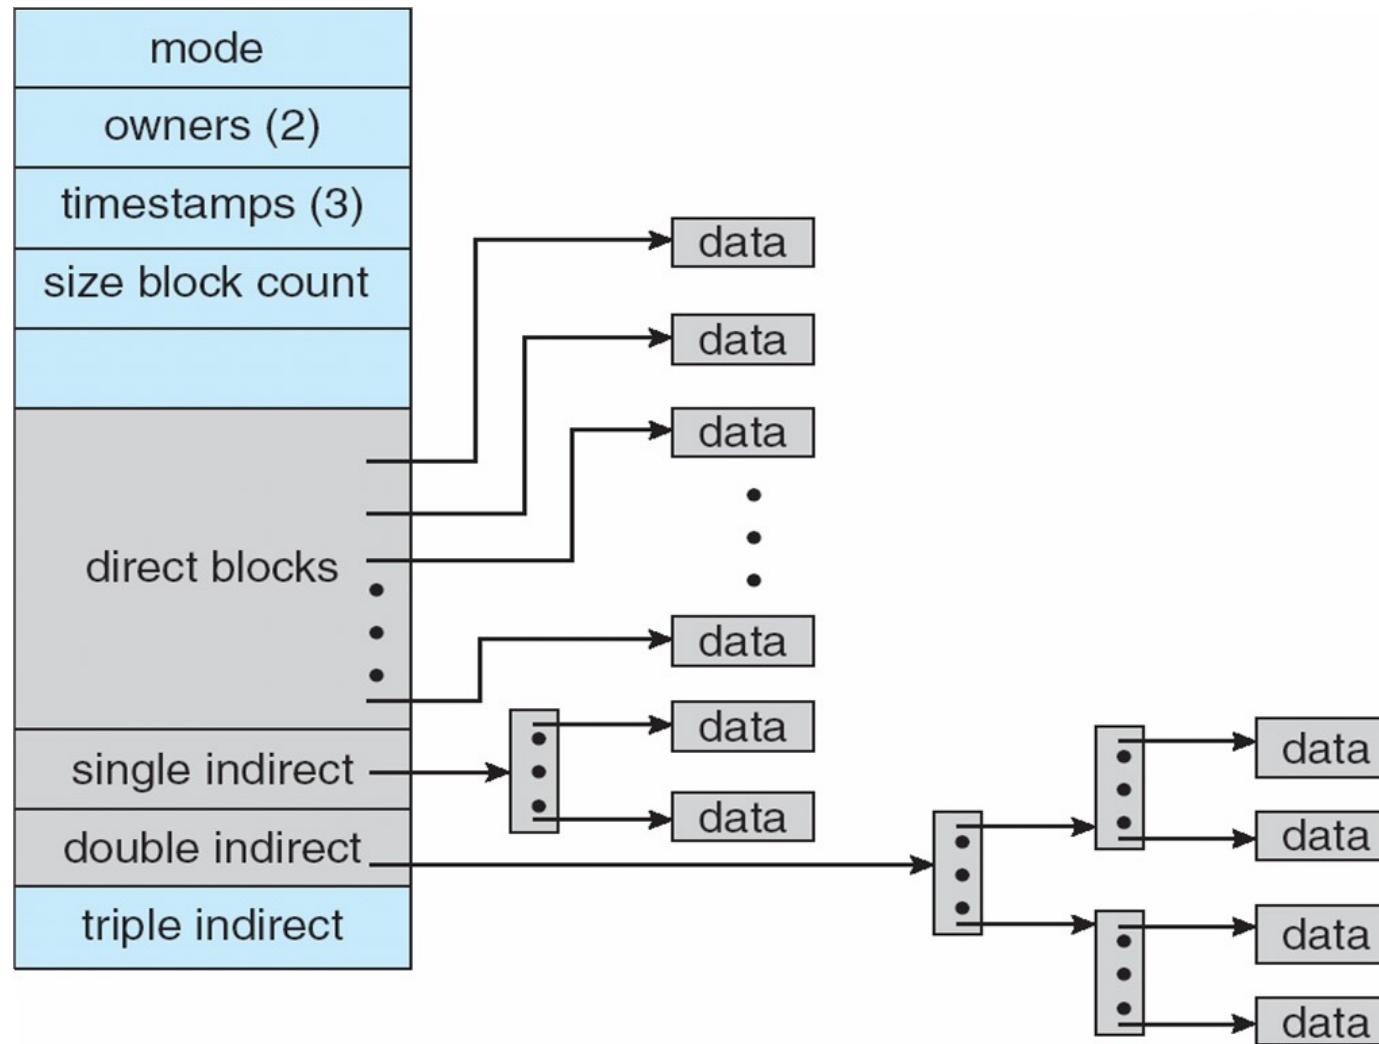 mode
owners (2)
timestamps (3)
size block count
data
data
data
direct blocks
data
data
single indirect
data
double indirect
triple indirect
data
data
data
data